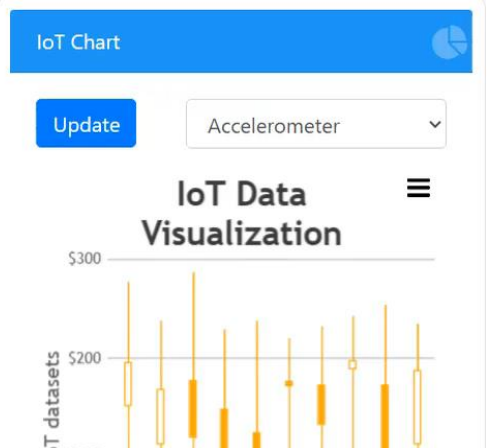 IoT Chart
Update
Accelerometer
IoT Data
Visualization
$300
$200
datasets